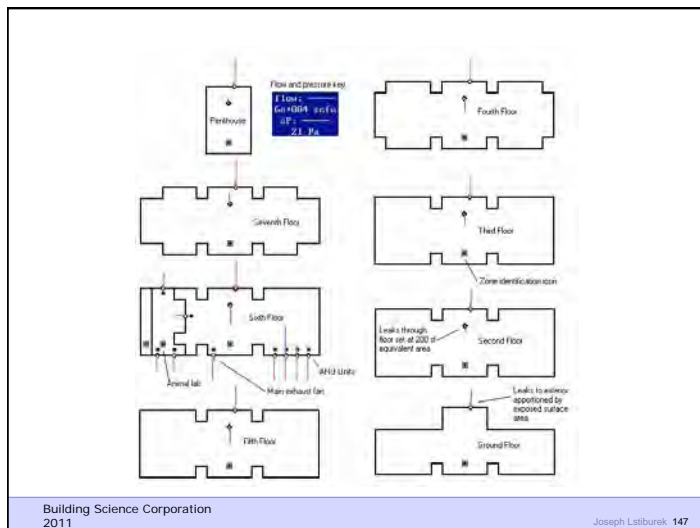 Flow and pressure key
Flow:
6e+004 scfm
dP:
21 Pa
Penthouse
Seventh Floor
Sixth Floor
Animal lab
Main exhaust fan
AHU Units
Fifth Floor
Fourth Floor
Third Floor
Zone identification icon
Leaks through
floor set at 200 sf
equivalent area
Second Floor
Leaks to exterior
apportioned by
exposed surface
area
Ground Floor
Building Science Corporation
2011
Joseph Lstiburek 147